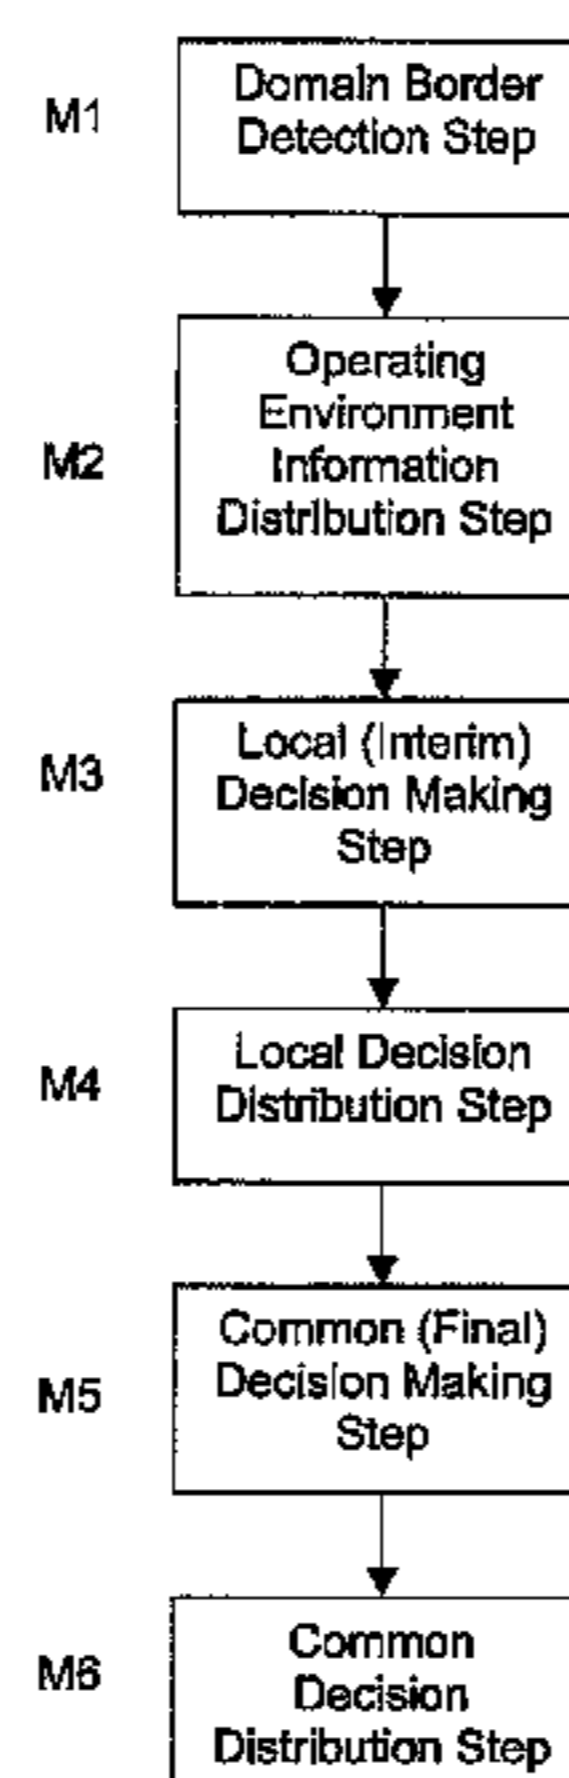 M1
Domain Border
Detection Step
M2
Operating
Environment
Information
Distribution Step
M3
Local (Interim)
Decision Making
Step
M4
Local Decision
Distribution Step
M5
Common (Final)
Decision Making
Step
M6
Common
Decision
Distribution Step